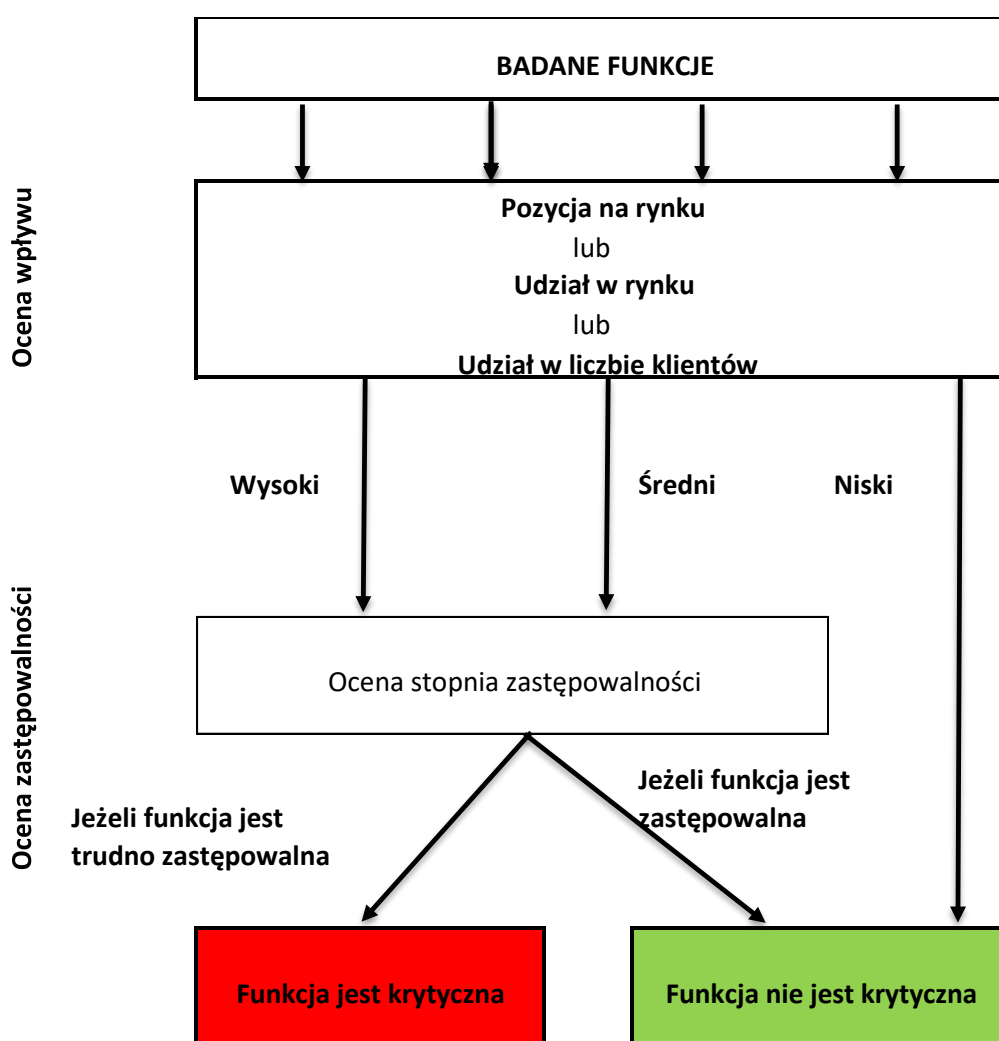 BADANE FUNKCJE
Ocena wpływu
Pozycja na rynku
lub
Udział w rynku
lub
Udział w liczbie klientów
Wysoki
Średni
Niski
Ocena zastępowalności
Ocena stopnia zastępowalności
Jeżeli funkcja jest
trudno zastępowalna
Jeżeli funkcja jest
zastępowalna
Funkcja jest krytyczna
Funkcja nie jest krytyczna